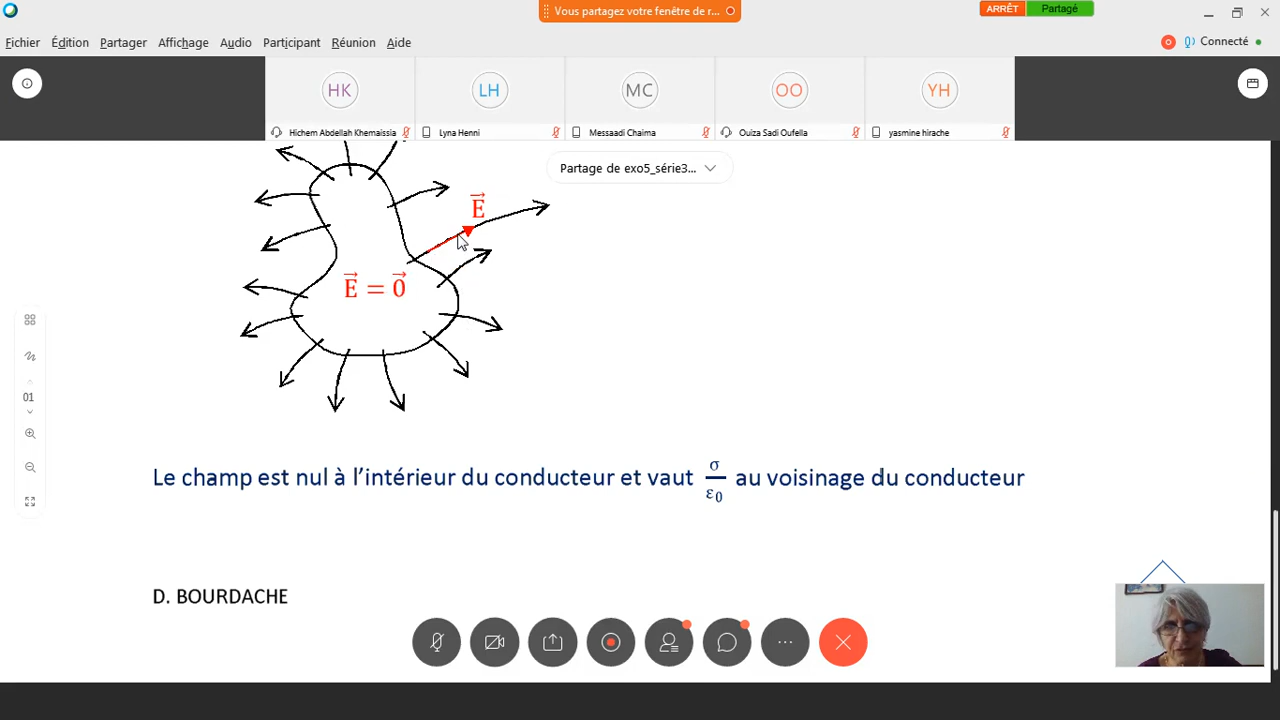 Vous partagez votre fenêtre de r...
ARRÊT Partagé
Fichier Édition Partager Affichage Audio Participant Réunion Aide
Connecté
HK LH MC OO YH
Hichem Abdellah Khemaissia Lyna Henni Messaadi Chaima Ouiza Sadi Oufella yasmine hirache
Partage de exo5_série3...
E⃗
E⃗ = 0⃗
01
Le champ est nul à l’intérieur du conducteur et vaut σ/ε₀ au voisinage du conducteur
D. BOURDACHE